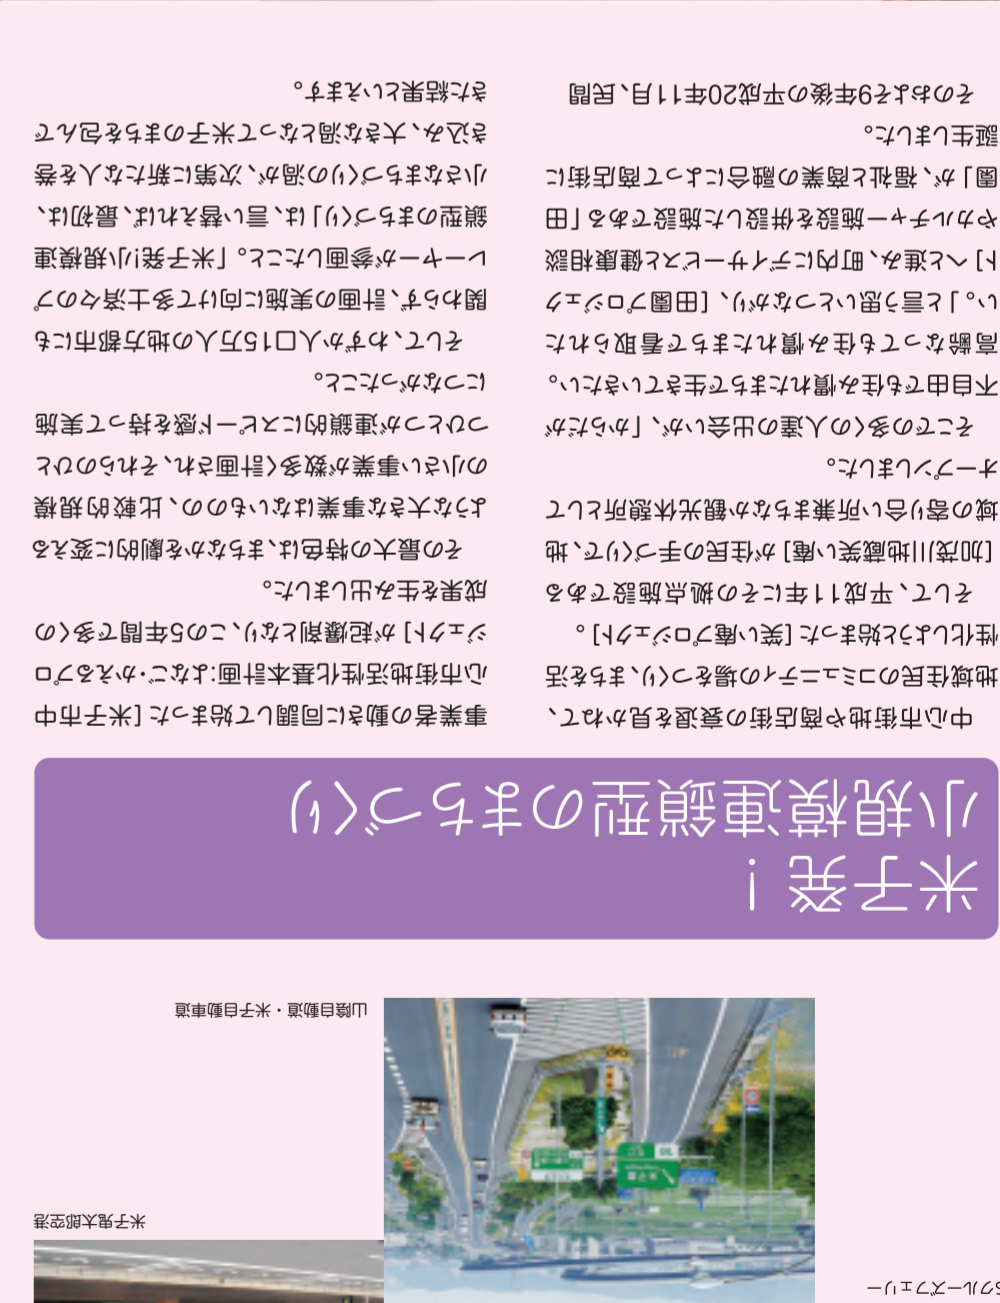 クルーズフェリー
米子鬼太郎空港
山陰自動道・米子自動車道
米子発！
小規模連鎖型のまちづくり
中心市街地や商店街の衰退を見かねて、
地域住民のコミュニティの場をつくり、まちを活
性化しようと始まった［笑い庵プロジェクト］。
そして、平成11年にその拠点施設である
［加茂川地蔵笑い庵］が住民の手づくりで、地
域の寄り合い所兼まちなか観光休憩所として
オープンしました。
そこでの多くの人達の出会いが、「からだが
不自由でも住み慣れたまちで生きていきたい。
高齢なっても住み慣れたまちで看取られた
い。」と言う思いとつながり、［田園プロジェク
ト］へと進み、町内にデイサービスと健康相談
やカルチャー施設を併設した施設である「田
園」が、福祉と商業の融合によって商店街に
誕生しました。
そのおよそ9年後の平成20年11月、民間
事業者の動きに同調して始まった［米子市中
心市街地活性化基本計画:よなご・かえるプロ
ジェクト］が起爆剤となり、この5年間で多くの
成果を生み出しました。
その最大の特色は、まちなかを劇的に変える
ような大きな事業はないものの、比較的規模
の小さい事業が数多く計画され、それらのひと
つひとつが連鎖的にスピード感を持って実施
につながったこと。
そして、わずか人口15万人の地方都市にも
関わらず、計画の実施に向けて多士済々のプ
レーヤーが参画したこと。「米子発!小規模連
鎖型のまちづくり」は、言い替えれば、最初は、
小さなまちづくりの渦が、次第に新たな人を巻
き込み、大きな渦となって米子のまちを包んで
きた結果といえます。